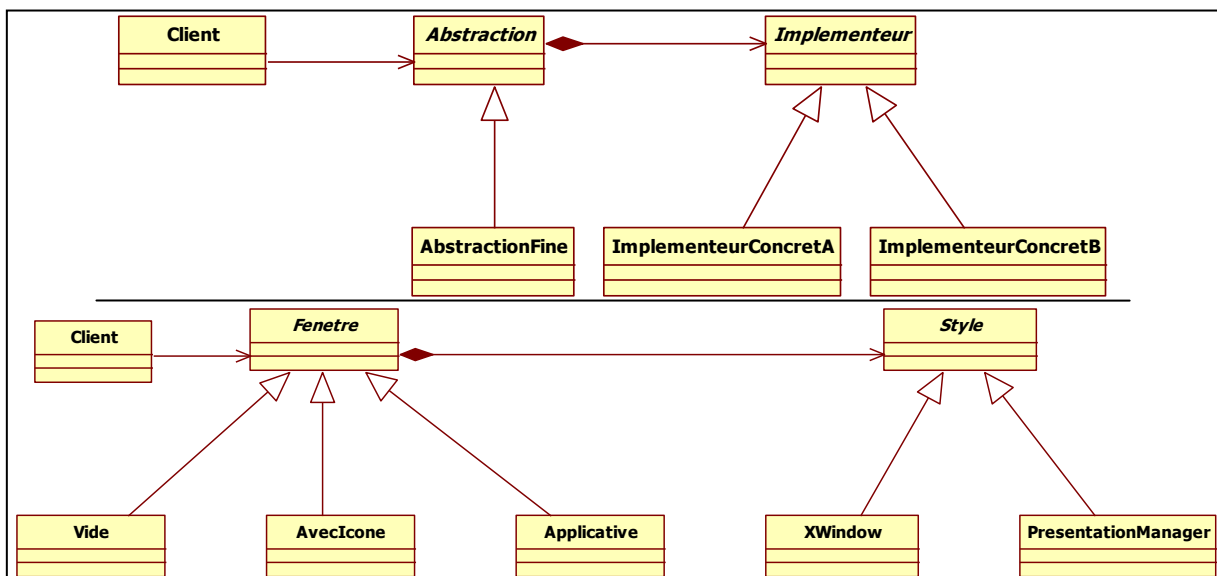 Client
Abstraction
Implementeur
AbstractionFine
ImplementeurConcretA
ImplementeurConcretB
Client
Fenetre
Style
Vide
AvecIcone
Applicative
XWindow
PresentationManager